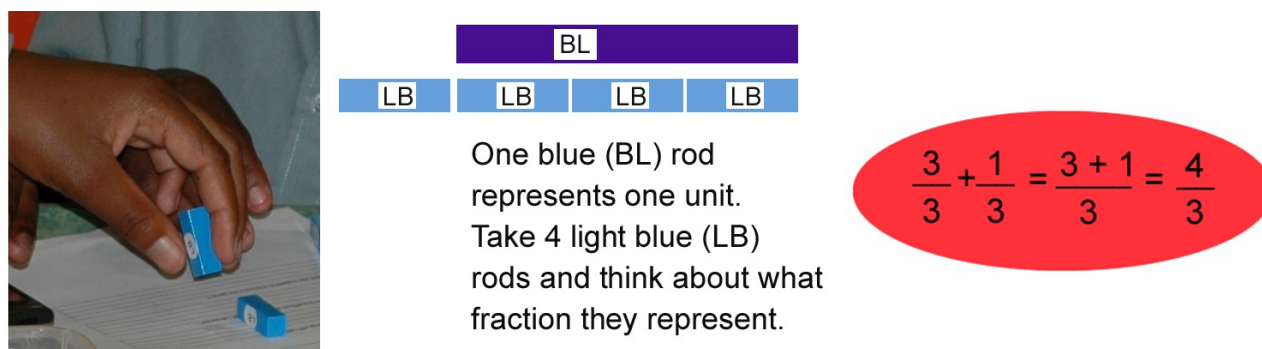 BL
LB LB LB LB
One blue (BL) rod
represents one unit.
Take 4 light blue (LB)
rods and think about what
fraction they represent.
3/3 + 1/3 = 3 + 1/3 = 4/3